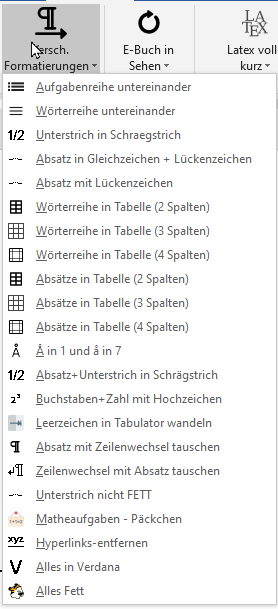 ersch.
Formatierungen
E-Buch in
Sehen
LATEX
Latex voll
kurz
Aufgabenreihe untereinander
Wörterreihe untereinander
1/2 Unterstrich in Schraegstrich
Absatz in Gleichzeichen + Lückenzeichen
Absatz mit Lückenzeichen
Wörterreihe in Tabelle (2 Spalten)
Wörterreihe in Tabelle (3 Spalten)
Wörterreihe in Tabelle (4 Spalten)
Absätze in Tabelle (2 Spalten)
Absätze in Tabelle (3 Spalten)
Absätze in Tabelle (4 Spalten)
Å Å in 1 und å in 7
1/2 Absatz+Unterstrich in Schrägstrich
z³ Buchstaben+Zahl mit Hochzeichen
Leerzeichen in Tabulator wandeln
¶ Absatz mit Zeilenwechsel tauschen
↵¶ Zeilenwechsel mit Absatz tauschen
Unterstrich nicht FETT
Matheaufgaben - Päckchen
xyz Hyperlinks-entfernen
V Alles in Verdana
Alles Fett